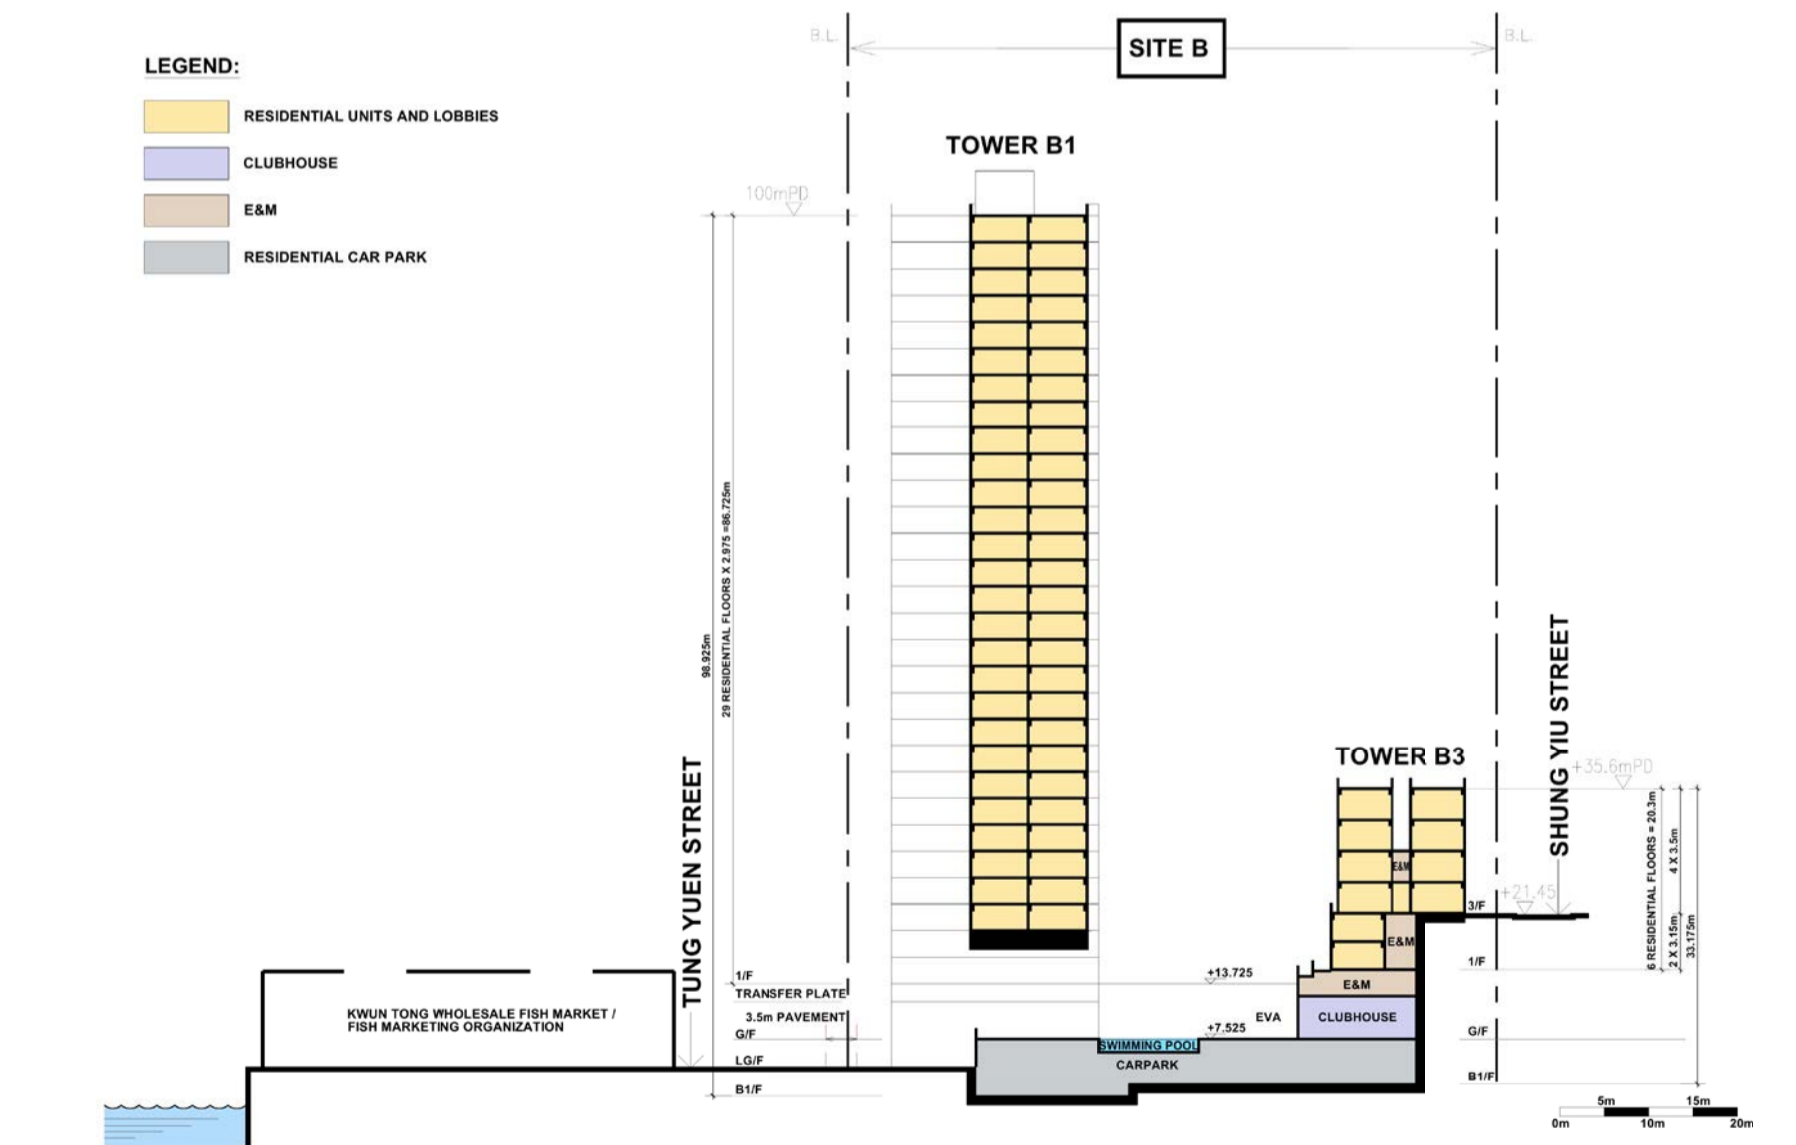 B.L.
SITE B
B.L.
LEGEND:
RESIDENTIAL UNITS AND LOBBIES
CLUBHOUSE
E&M
RESIDENTIAL CAR PARK
TOWER B1
100mPD
98.925m
29 RESIDENTIAL FLOORS X 2.975 =86.725m
TUNG YUEN STREET
TOWER B3
SHUNG YIU STREET
+35.6mPD
6 RESIDENTIAL FLOORS = 20.3m
4 X 3.5m
2 X 3.15m
33.175m
E&M
+21.45
3/F
E&M
1/F
1/F
+13.725
E&M
TRANSFER PLATE
KWUN TONG WHOLESALE FISH MARKET /
FISH MARKETING ORGANIZATION
3.5m PAVEMENT
EVA
CLUBHOUSE
G/F
+7.525
G/F
SWIMMING POOL
LG/F
CARPARK
B1/F
B1/F
5m
15m
0m
10m
20m